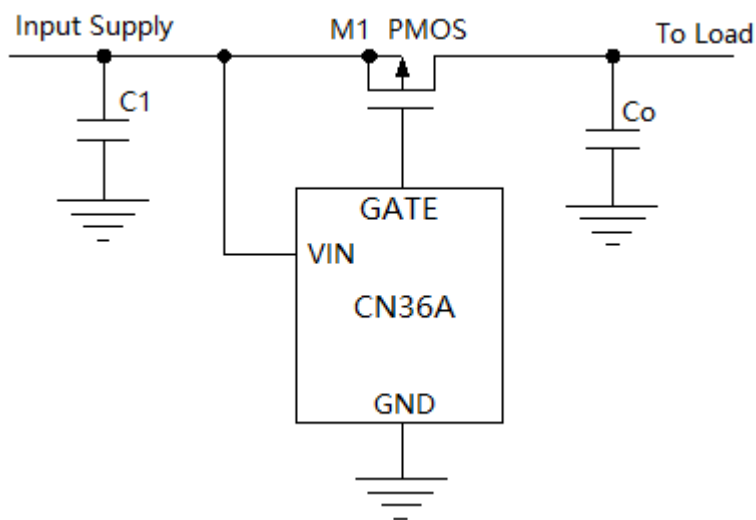 Input Supply
M1 PMOS
To Load
C1
Co
GATE
VIN
CN36A
GND